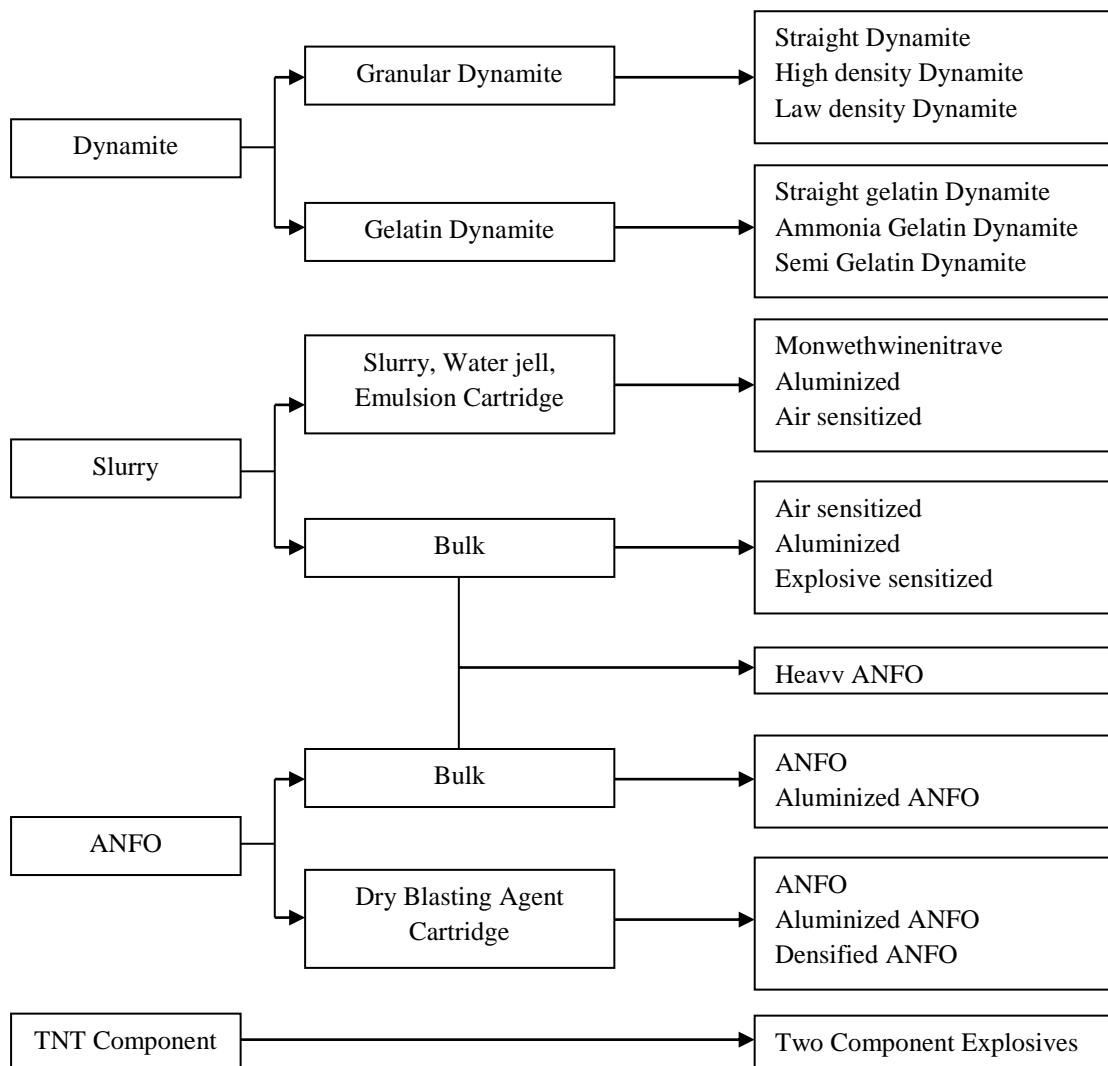 Granular Dynamite
Straight Dynamite
High density Dynamite
Law density Dynamite
Dynamite
Gelatin Dynamite
Straight gelatin Dynamite
Ammonia Gelatin Dynamite
Semi Gelatin Dynamite
Slurry, Water jell,
Emulsion Cartridge
Monwethwinenitrave
Aluminized
Air sensitized
Slurry
Bulk
Air sensitized
Aluminized
Explosive sensitized
Heavv ANFO
Bulk
ANFO
Aluminized ANFO
ANFO
Dry Blasting Agent
Cartridge
ANFO
Aluminized ANFO
Densified ANFO
TNT Component
Two Component Explosives